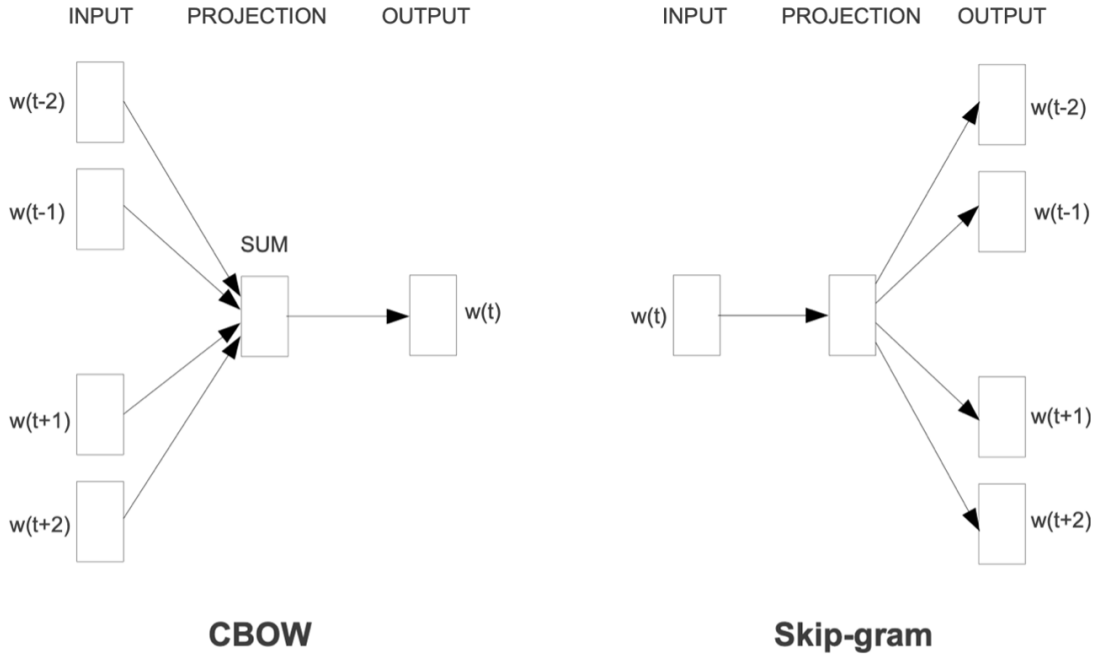 INPUT PROJECTION OUTPUT
w(t-2)
w(t-1)
SUM
w(t)
w(t+1)
w(t+2)
CBOW
INPUT PROJECTION OUTPUT
w(t-2)
w(t-1)
w(t)
w(t+1)
w(t+2)
Skip-gram